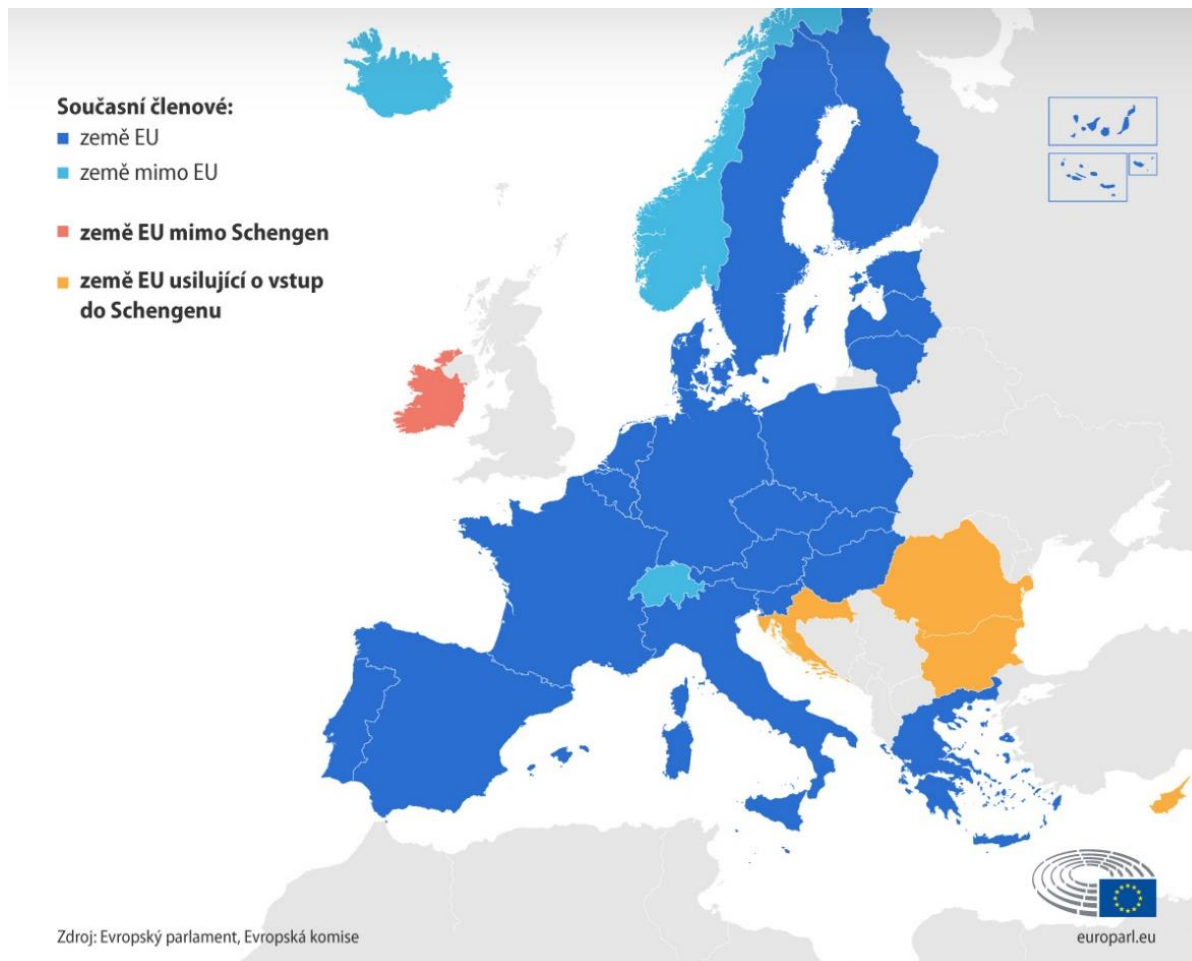 Současní členové:
země EU
země mimo EU
země EU mimo Schengen
země EU usilující o vstup
do Schengenu
Zdroj: Evropský parlament, Evropská komise
europarl.eu